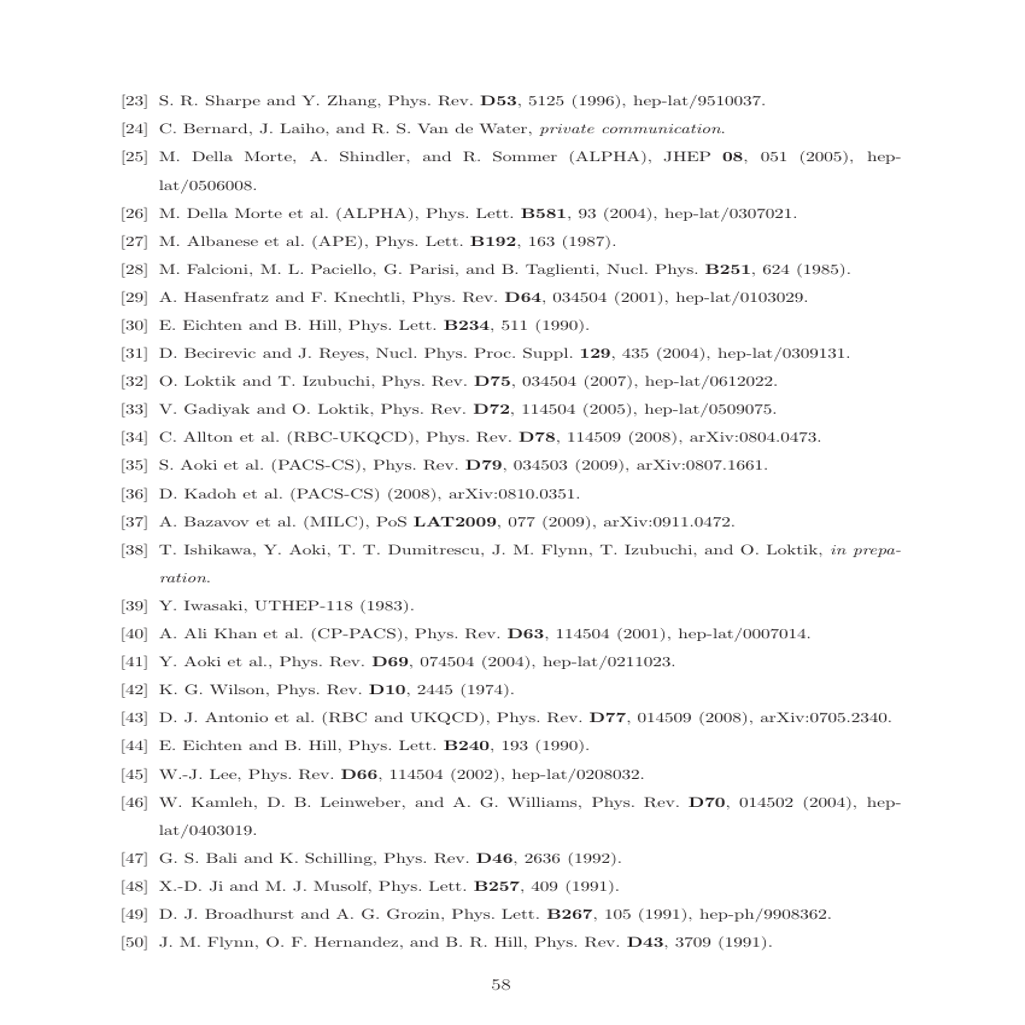 [23] S. R. Sharpe and Y. Zhang, Phys. Rev. D53, 5125 (1996), hep-lat/9510037.
[24] C. Bernard, J. Laiho, and R. S. Van de Water, private communication.
[25] M. Della Morte, A. Shindler, and R. Sommer (ALPHA), JHEP 08, 051 (2005), hep-
lat/0506008.
[26] M. Della Morte et al. (ALPHA), Phys. Lett. B581, 93 (2004), hep-lat/0307021.
[27] M. Albanese et al. (APE), Phys. Lett. B192, 163 (1987).
[28] M. Falcioni, M. L. Paciello, G. Parisi, and B. Taglienti, Nucl. Phys. B251, 624 (1985).
[29] A. Hasenfratz and F. Knechtli, Phys. Rev. D64, 034504 (2001), hep-lat/0103029.
[30] E. Eichten and B. Hill, Phys. Lett. B234, 511 (1990).
[31] D. Becirevic and J. Reyes, Nucl. Phys. Proc. Suppl. 129, 435 (2004), hep-lat/0309131.
[32] O. Loktik and T. Izubuchi, Phys. Rev. D75, 034504 (2007), hep-lat/0612022.
[33] V. Gadiyak and O. Loktik, Phys. Rev. D72, 114504 (2005), hep-lat/0509075.
[34] C. Allton et al. (RBC-UKQCD), Phys. Rev. D78, 114509 (2008), arXiv:0804.0473.
[35] S. Aoki et al. (PACS-CS), Phys. Rev. D79, 034503 (2009), arXiv:0807.1661.
[36] D. Kadoh et al. (PACS-CS) (2008), arXiv:0810.0351.
[37] A. Bazavov et al. (MILC), PoS LAT2009, 077 (2009), arXiv:0911.0472.
[38] T. Ishikawa, Y. Aoki, T. T. Dumitrescu, J. M. Flynn, T. Izubuchi, and O. Loktik, in prepa-
ration.
[39] Y. Iwasaki, UTHEP-118 (1983).
[40] A. Ali Khan et al. (CP-PACS), Phys. Rev. D63, 114504 (2001), hep-lat/0007014.
[41] Y. Aoki et al., Phys. Rev. D69, 074504 (2004), hep-lat/0211023.
[42] K. G. Wilson, Phys. Rev. D10, 2445 (1974).
[43] D. J. Antonio et al. (RBC and UKQCD), Phys. Rev. D77, 014509 (2008), arXiv:0705.2340.
[44] E. Eichten and B. Hill, Phys. Lett. B240, 193 (1990).
[45] W.-J. Lee, Phys. Rev. D66, 114504 (2002), hep-lat/0208032.
[46] W. Kamleh, D. B. Leinweber, and A. G. Williams, Phys. Rev. D70, 014502 (2004), hep-
lat/0403019.
[47] G. S. Bali and K. Schilling, Phys. Rev. D46, 2636 (1992).
[48] X.-D. Ji and M. J. Musolf, Phys. Lett. B257, 409 (1991).
[49] D. J. Broadhurst and A. G. Grozin, Phys. Lett. B267, 105 (1991), hep-ph/9908362.
[50] J. M. Flynn, O. F. Hernandez, and B. R. Hill, Phys. Rev. D43, 3709 (1991).
58